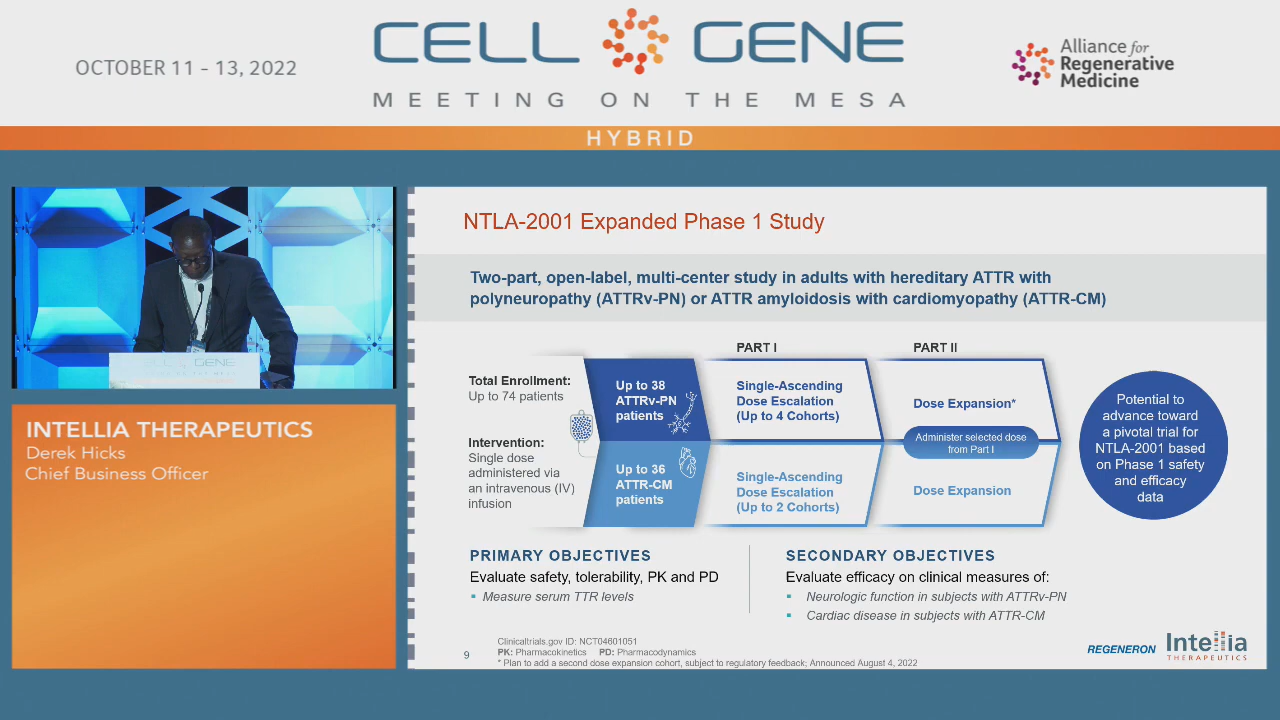 OCTOBER 11 - 13, 2022
CELL GENE
MEETING ON THE MESA
Alliance for
Regenerative
Medicine
HYBRID
CELL GENE
INTELLIA THERAPEUTICS
Derek Hicks
Chief Business Officer
NTLA-2001 Expanded Phase 1 Study
Two-part, open-label, multi-center study in adults with hereditary ATTR with
polyneuropathy (ATTRv-PN) or ATTR amyloidosis with cardiomyopathy (ATTR-CM)
Total Enrollment:
Up to 74 patients
Intervention:
Single dose
administered via
an intravenous (IV)
infusion
Up to 38
ATTRv-PN
patients
Up to 36
ATTR-CM
patients
PART I
Single-Ascending
Dose Escalation
(Up to 4 Cohorts)
Single-Ascending
Dose Escalation
(Up to 2 Cohorts)
PART II
Dose Expansion*
Administer selected dose
from Part I
Dose Expansion
Potential to
advance toward
a pivotal trial for
NTLA-2001 based
on Phase 1 safety
and efficacy
data
PRIMARY OBJECTIVES
Evaluate safety, tolerability, PK and PD
▪ Measure serum TTR levels
SECONDARY OBJECTIVES
Evaluate efficacy on clinical measures of:
▪ Neurologic function in subjects with ATTRv-PN
▪ Cardiac disease in subjects with ATTR-CM
9
Clinicaltrials.gov ID: NCT04601051
PK: Pharmacokinetics PD: Pharmacodynamics
* Plan to add a second dose expansion cohort, subject to regulatory feedback; Announced August 4, 2022
REGENERON
Intellia
THERAPEUTICS